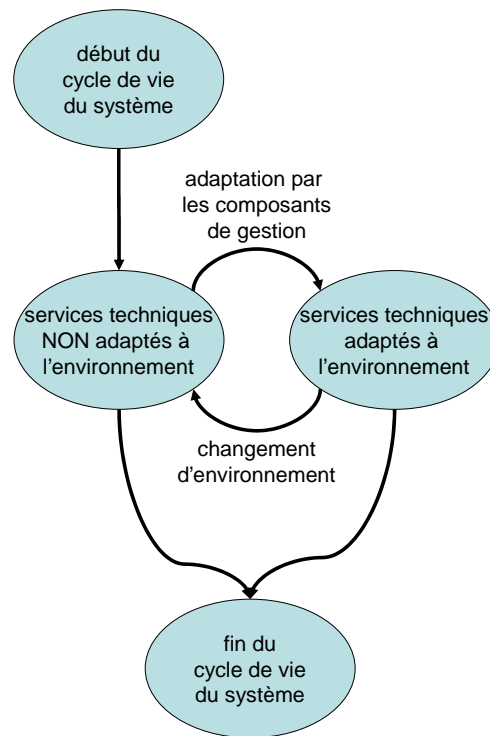 début du
cycle de vie
du système
adaptation par
les composants
de gestion
services techniques
NON adaptés à
l’environnement
services techniques
adaptés à
l’environnement
changement
d’environnement
fin du
cycle de vie
du système